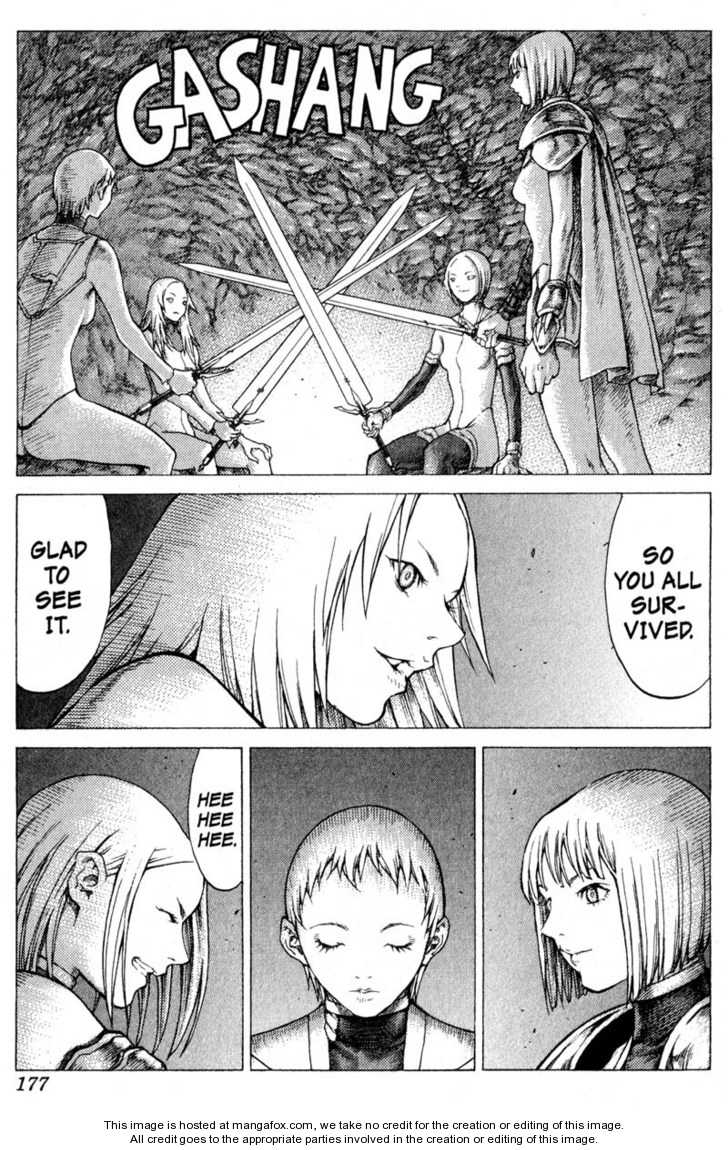 GASHANG
GLAD
TO
SEE
IT.
SO
YOU ALL
SUR-
VIVED.
HEE
HEE
HEE.
177
This image is hosted at mangafox.com, we take no credit for the creation or editing of this image.
All credit goes to the appropriate parties involved in the creation or editing of this image.